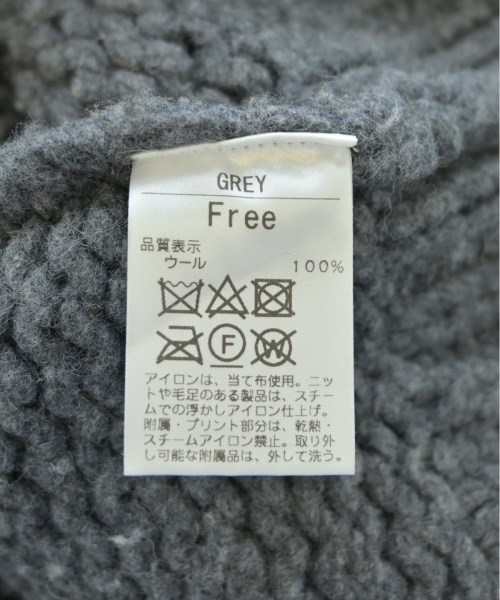 GREY
Free
品質表示
ウール 100%
F W
アイロンは、当て布使用。ニッ
トや毛足のある製品は、スチー
ムでの浮かしアイロン仕上げ。
附属・プリント部分は、乾熱・
スチームアイロン禁止。取り外
し可能な附属品は、外して洗う。